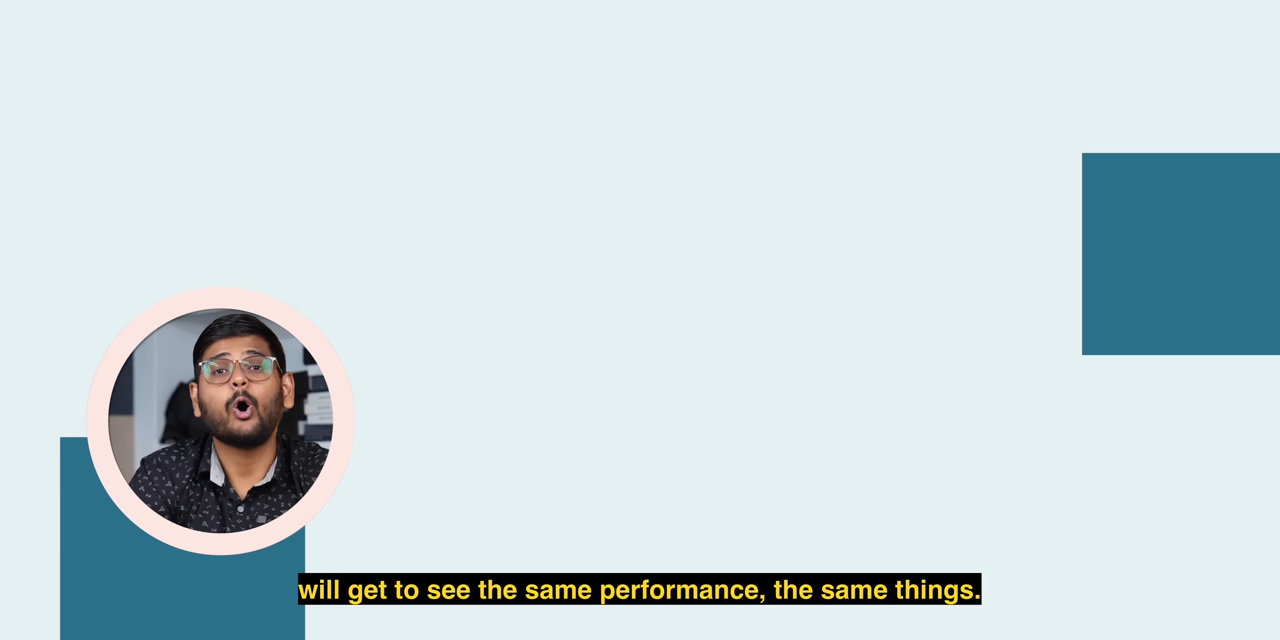 will get to see the same performance, the same things.